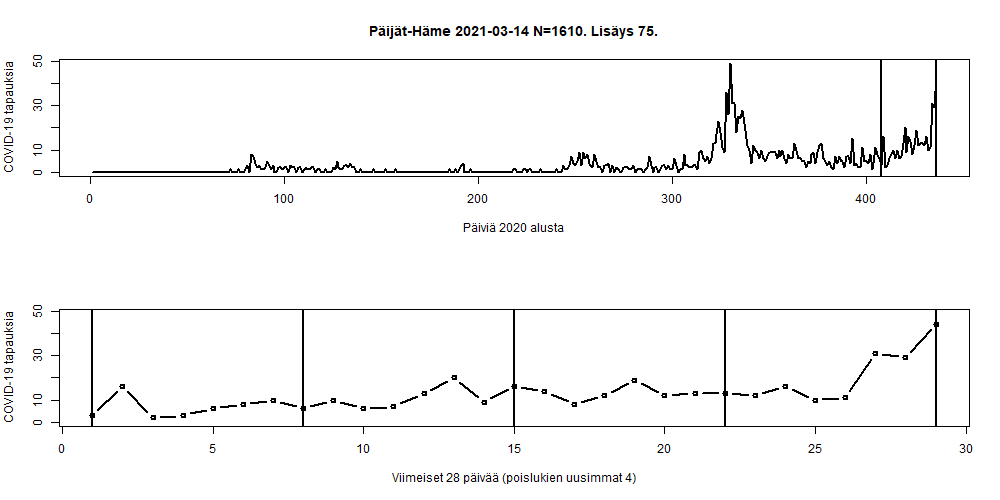 Päijät-Häme 2021-03-14 N=1610. Lisäys 75.
COVID-19 tapauksia
50
30
10
0
0 100 200 300 400
Päiviä 2020 alusta
COVID-19 tapauksia
50
30
10
0
0 5 10 15 20 25 30
Viimeiset 28 päivää (poislukien uusimmat 4)